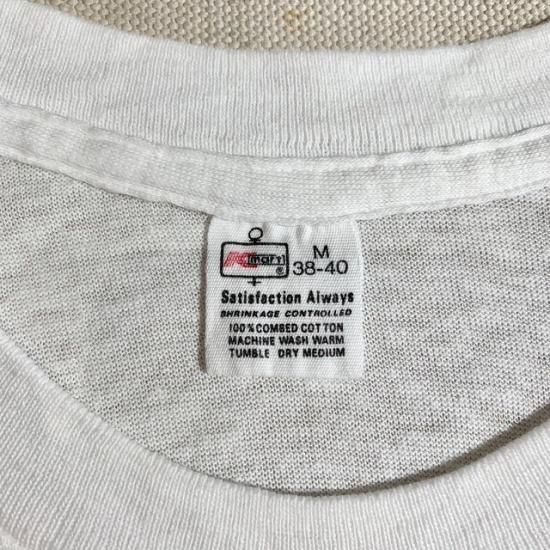 Kmart ®
M
38-40
Satisfaction Always
SHRINKAGE CONTROLLED
100% COMBED COTTON
MACHINE WASH WARM
TUMBLE DRY MEDIUM